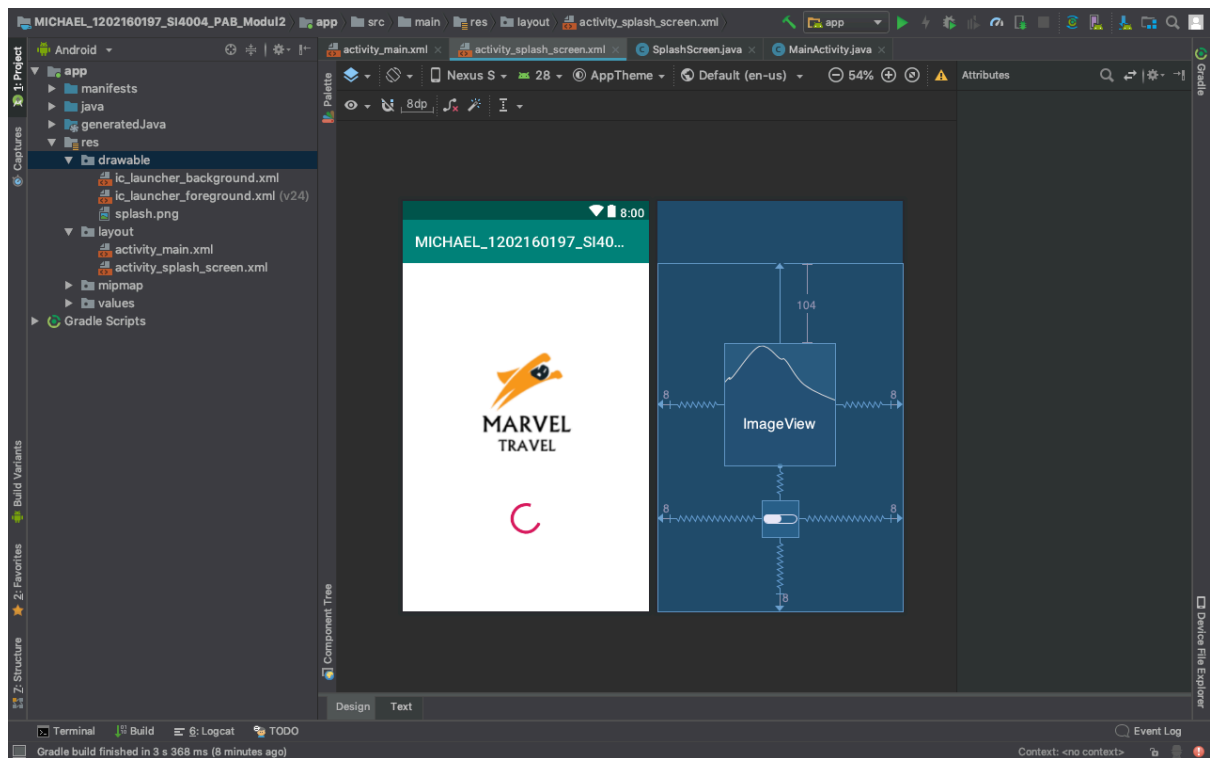 MICHAEL_1202160197_SI4004_PAB_Modul2 app src main res layout activity_splash_screen.xml app
1: Project
Captures
Build Variants
2: Favorites
7: Structure
Android
app
manifests
java
generatedJava
res
drawable
ic_launcher_background.xml
ic_launcher_foreground.xml (v24)
splash.png
layout
activity_main.xml
activity_splash_screen.xml
mipmap
values
Gradle Scripts
activity_main.xml activity_splash_screen.xml SplashScreen.java MainActivity.java
Palette
Nexus S 28 AppTheme Default (en-us) 54%
8dp
Attributes
Gradle
8:00
MICHAEL_1202160197_SI40...
MARVEL
TRAVEL
104
8 8
ImageView
8 8
8
Component Tree
Device File Explorer
Design Text
Terminal Build 6: Logcat TODO Event Log
Gradle build finished in 3 s 368 ms (8 minutes ago) Context: <no context>